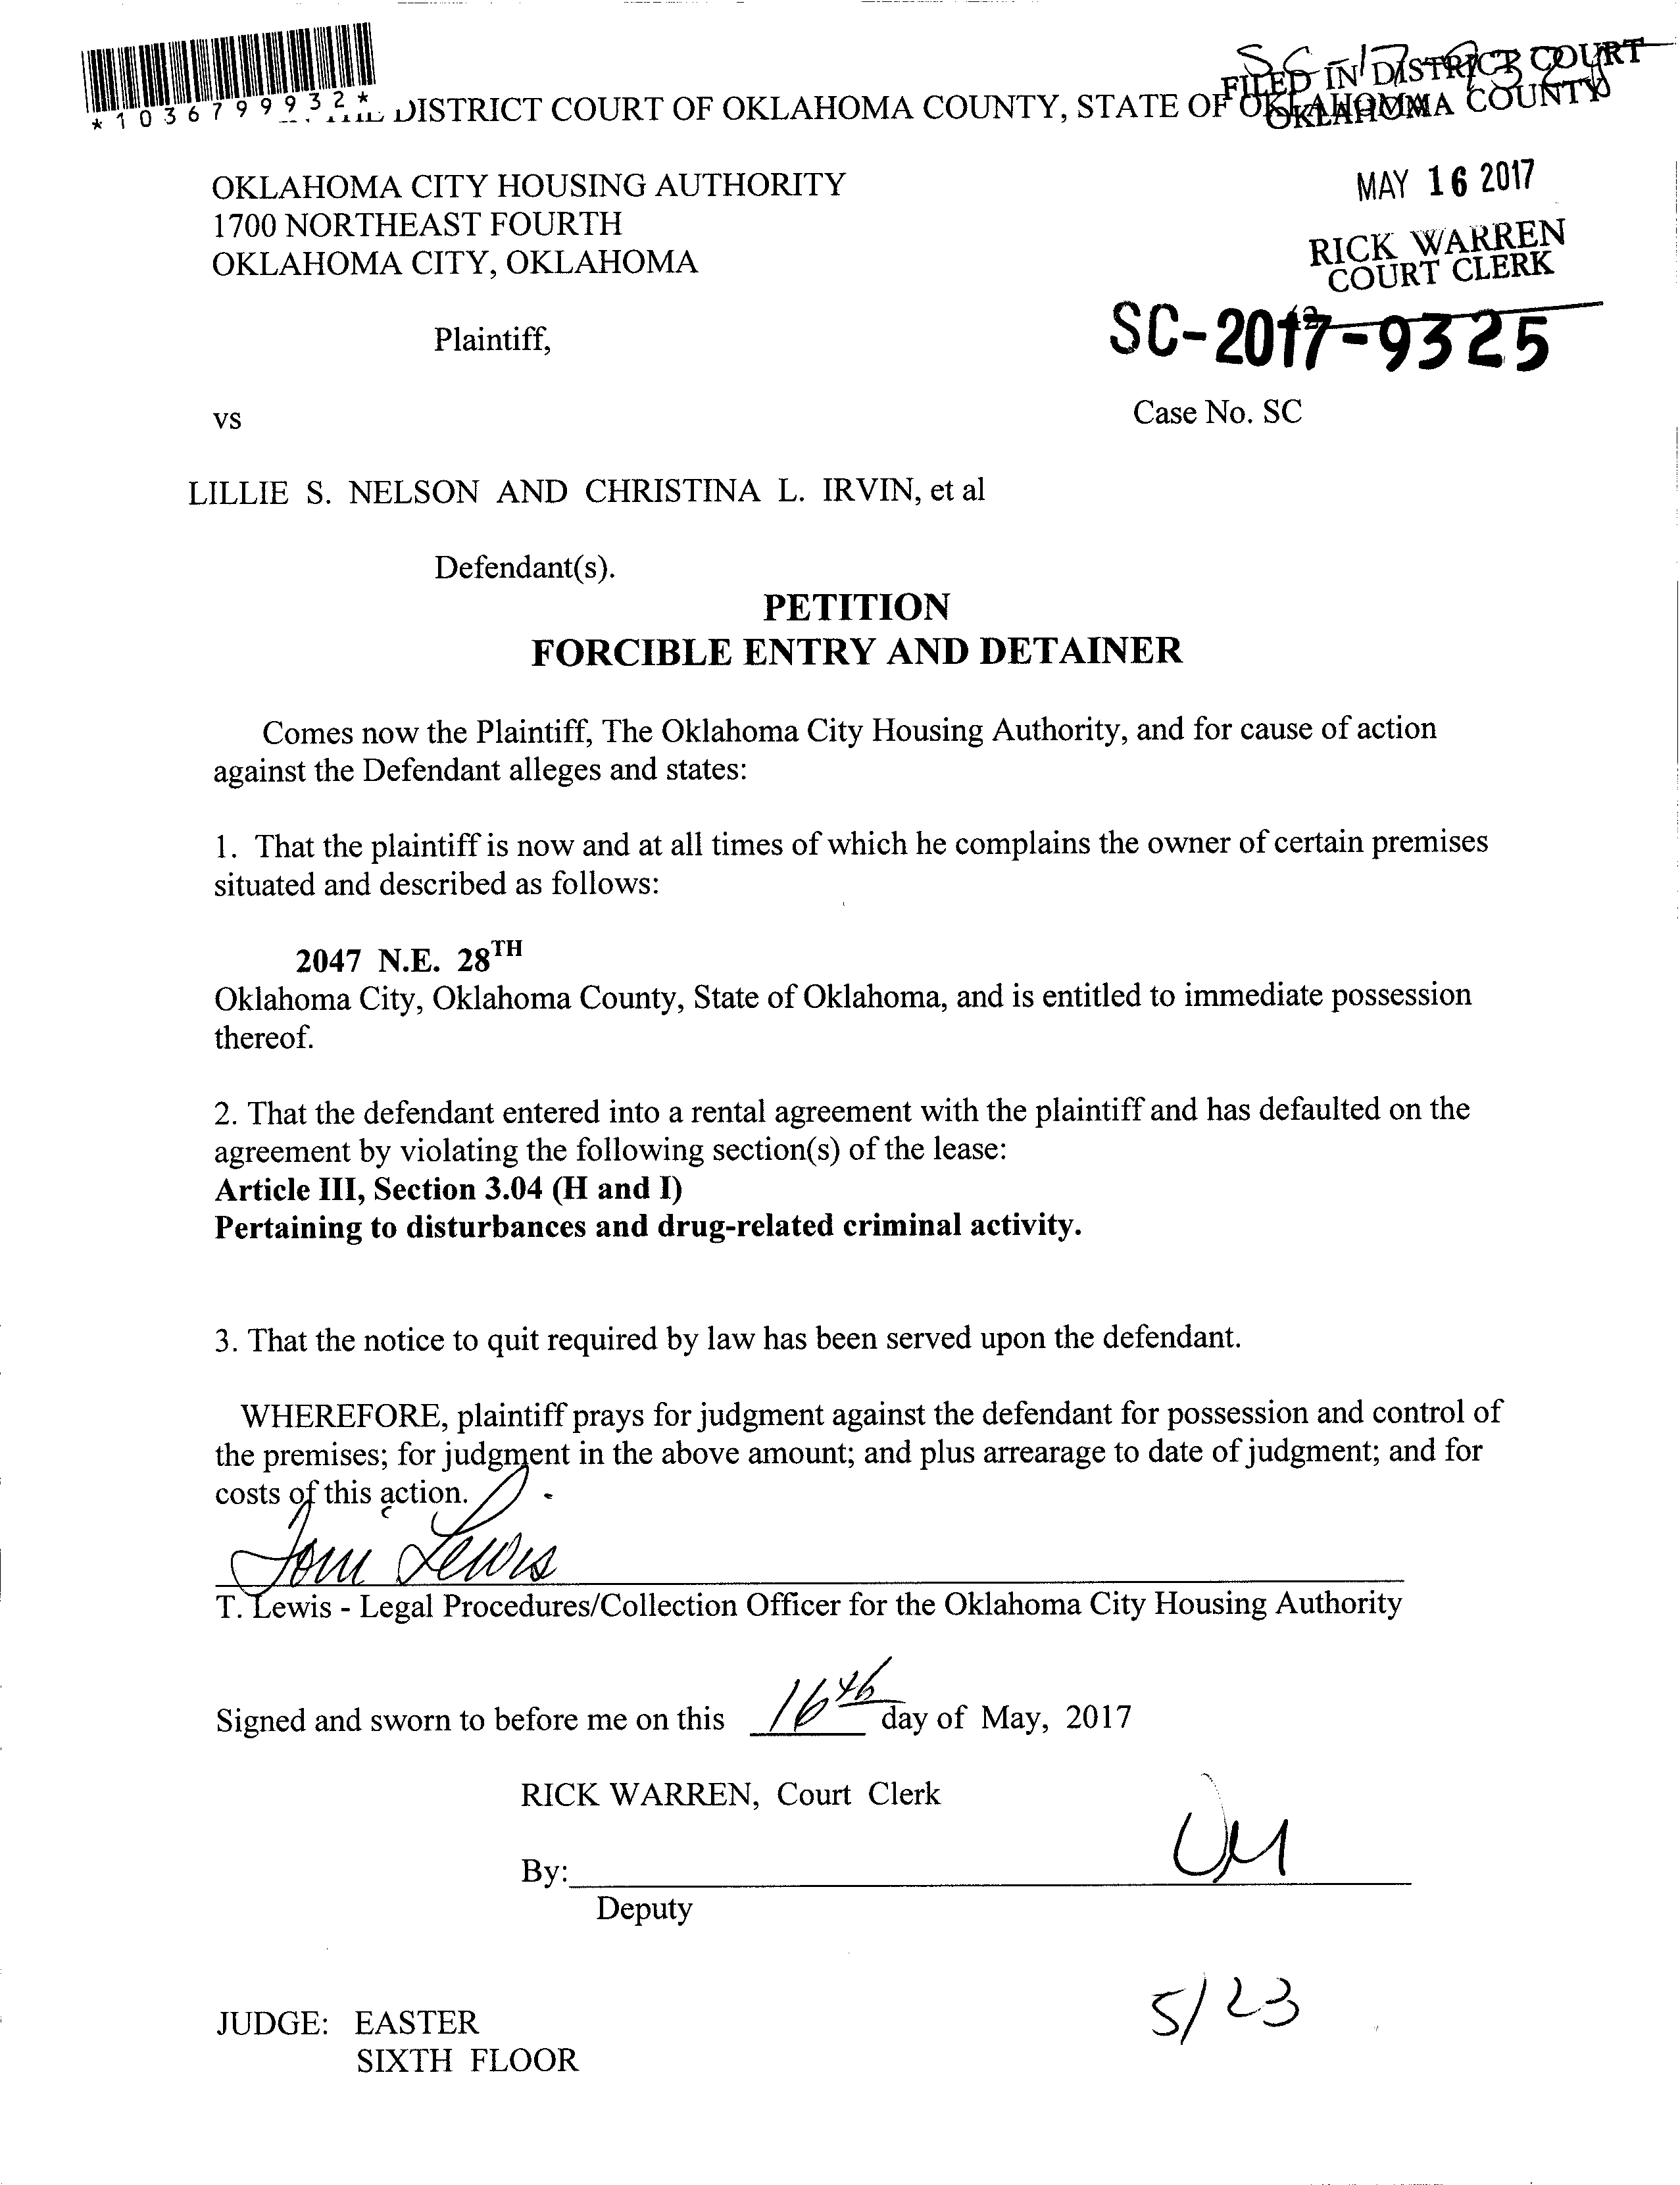 *1036799932*
DISTRICT COURT OF OKLAHOMA COUNTY, STATE OF OKLAHOMA
FILED IN DISTRICT COURT
OKLAHOMA COUNTY
OKLAHOMA CITY HOUSING AUTHORITY
1700 NORTHEAST FOURTH
OKLAHOMA CITY, OKLAHOMA
MAY 16 2017
RICK WARREN
COURT CLERK
42
Plaintiff,
SC-2017-9325
vs
Case No. SC
LILLIE S. NELSON AND CHRISTINA L. IRVIN, et al
Defendant(s).
PETITION
FORCIBLE ENTRY AND DETAINER
Comes now the Plaintiff, The Oklahoma City Housing Authority, and for cause of action
against the Defendant alleges and states:
1. That the plaintiff is now and at all times of which he complains the owner of certain premises
situated and described as follows:
2047 N.E. 28TH
Oklahoma City, Oklahoma County, State of Oklahoma, and is entitled to immediate possession
thereof.
2. That the defendant entered into a rental agreement with the plaintiff and has defaulted on the
agreement by violating the following section(s) of the lease:
Article III, Section 3.04 (H and I)
Pertaining to disturbances and drug-related criminal activity.
3. That the notice to quit required by law has been served upon the defendant.
WHEREFORE, plaintiff prays for judgment against the defendant for possession and control of
the premises; for judgment in the above amount; and plus arrearage to date of judgment; and for
costs of this action.
Toni Lewis
T. Lewis - Legal Procedures/Collection Officer for the Oklahoma City Housing Authority
Signed and sworn to before me on this 16th day of May, 2017
RICK WARREN, Court Clerk
By:
Deputy
JUDGE: EASTER
5/23
SIXTH FLOOR